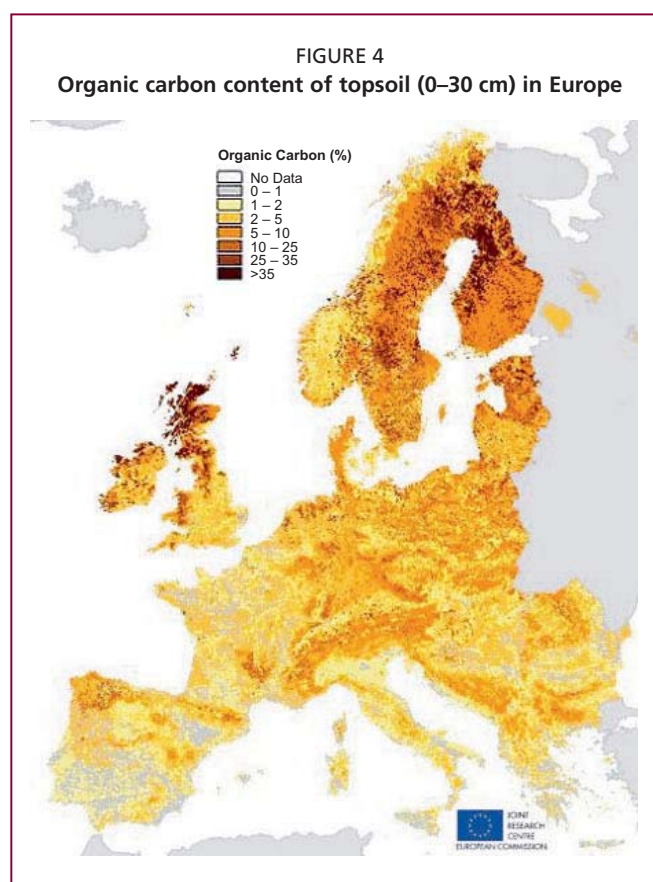 FIGURE 4
Organic carbon content of topsoil (0–30 cm) in Europe
Organic Carbon (%)
No Data
0 – 1
1 – 2
2 – 5
5 – 10
10 – 25
25 – 35
>35
JOINT
RESEARCH
CENTRE
EUROPEAN COMMISSION